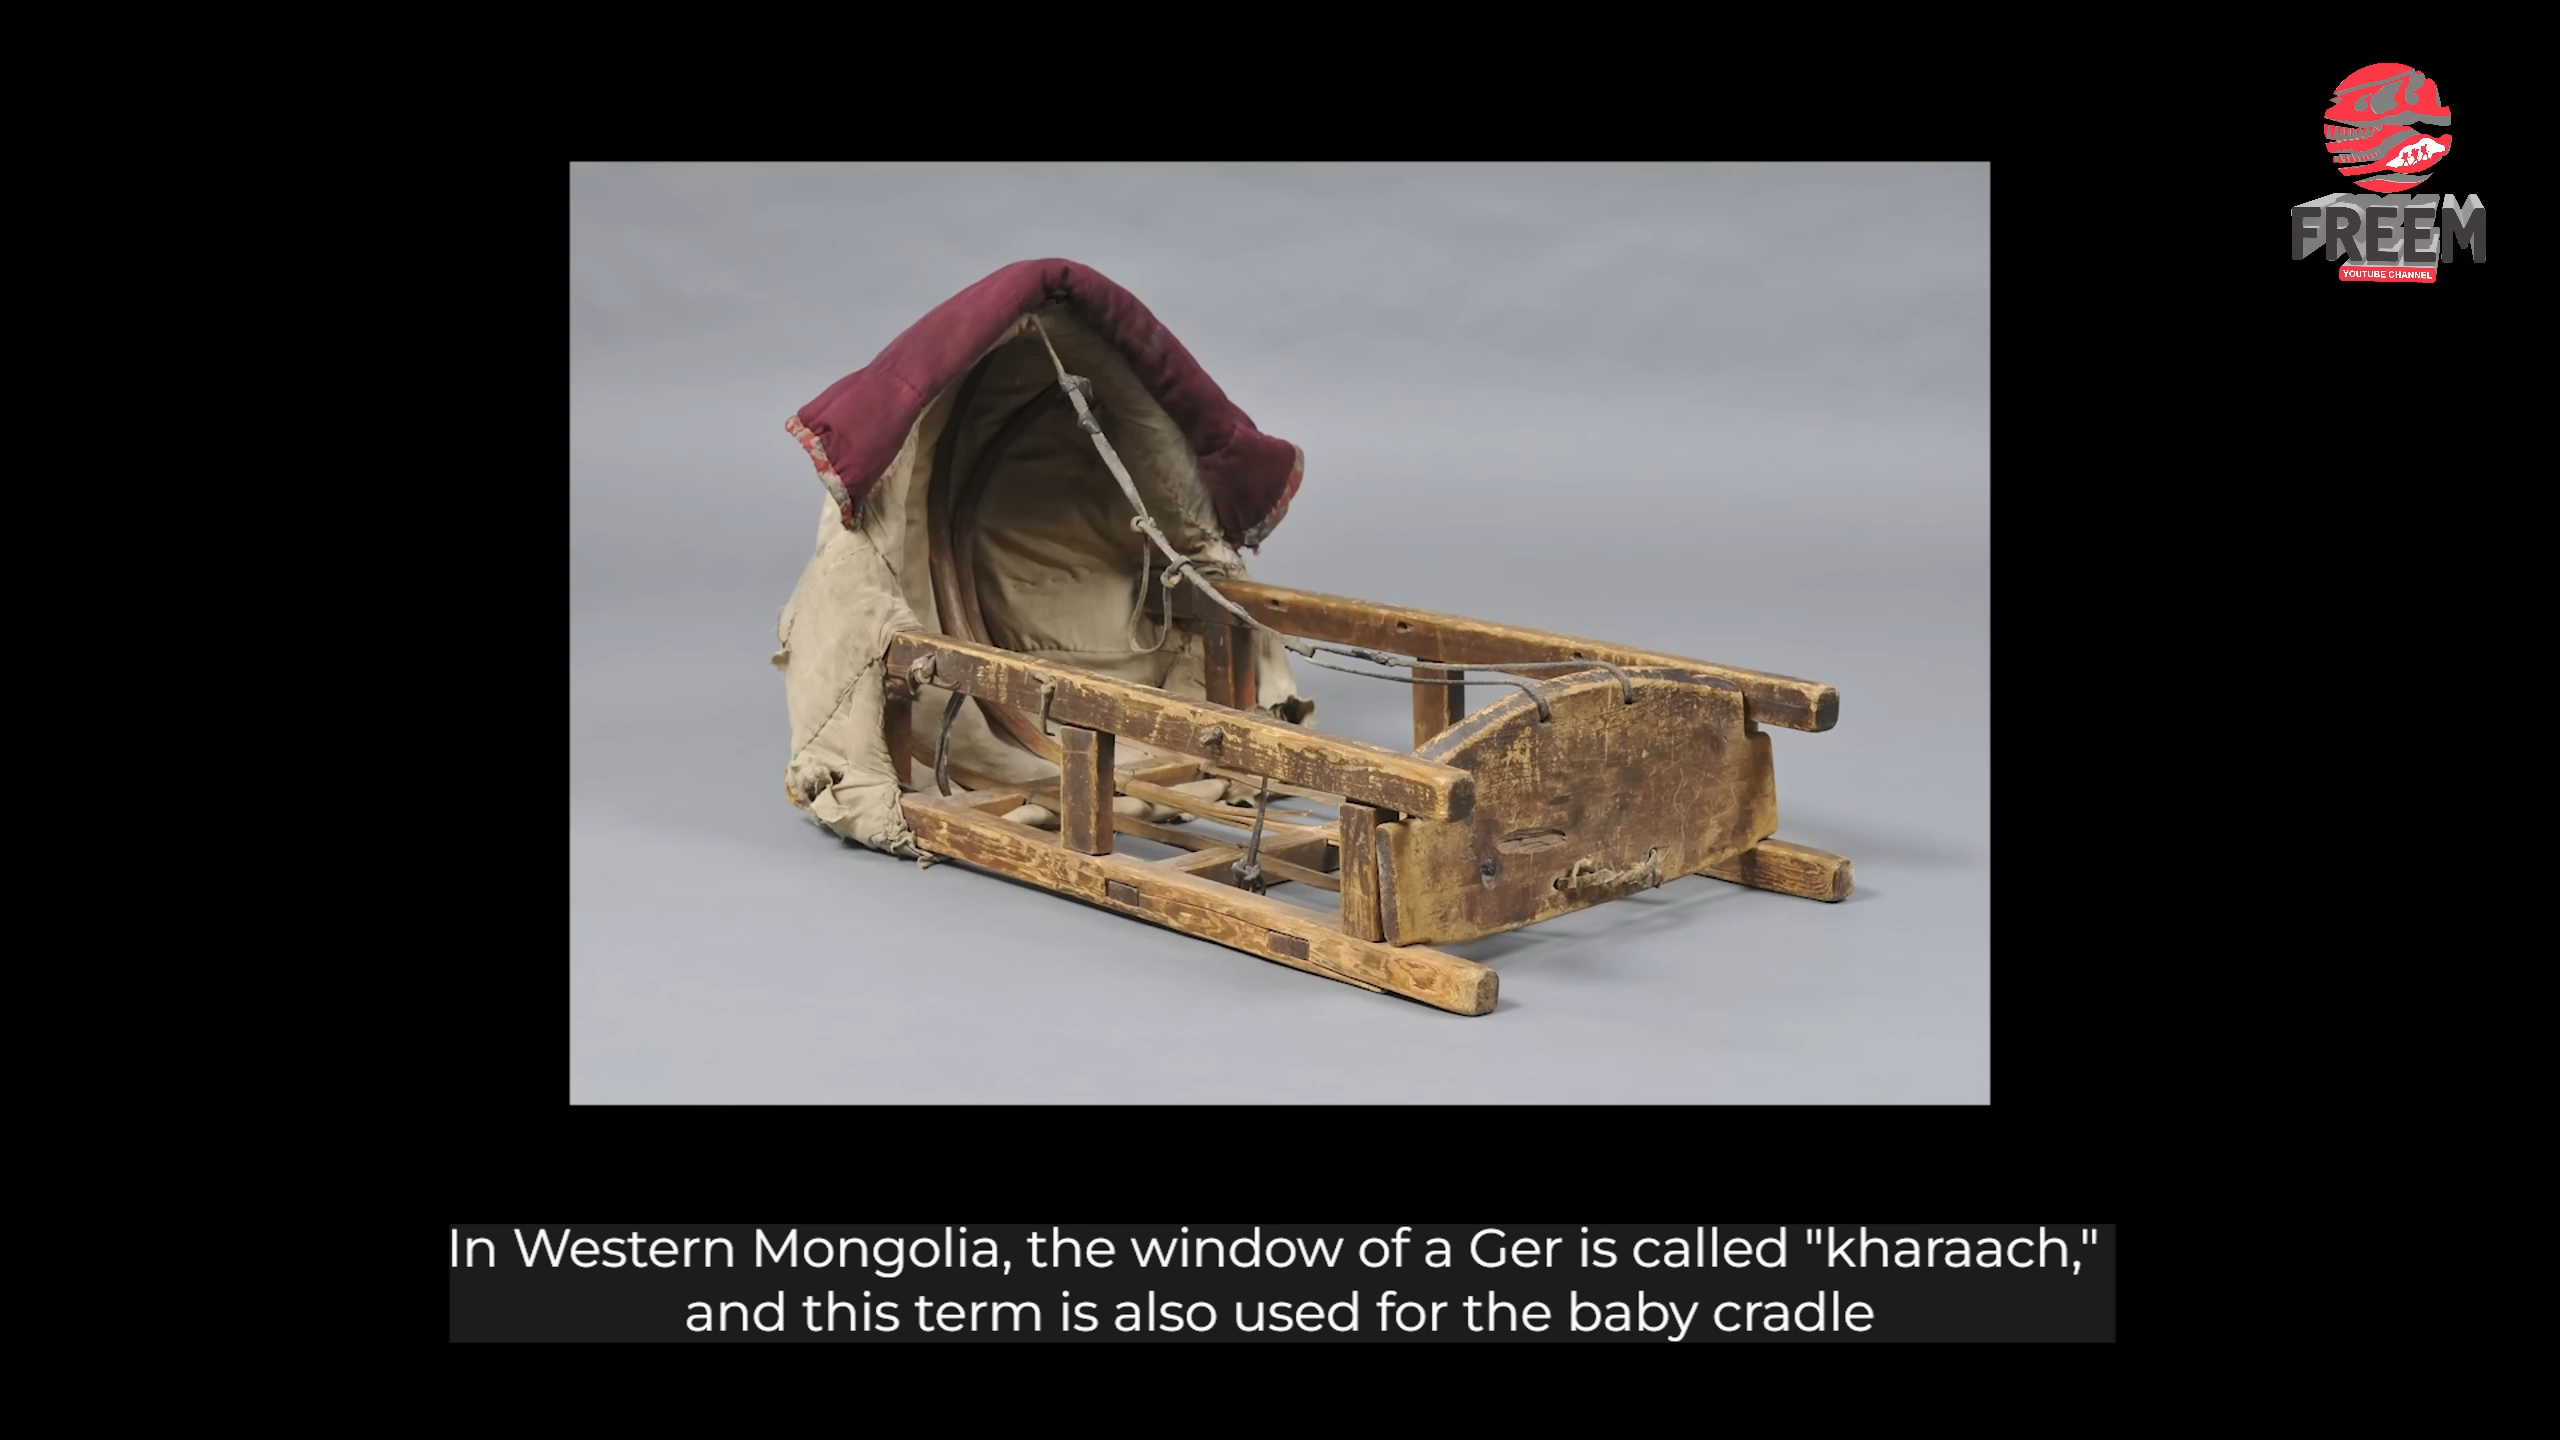 FREEM
YOUTUBE CHANNEL
In Western Mongolia, the window of a Ger is called "kharaach,"
and this term is also used for the baby cradle